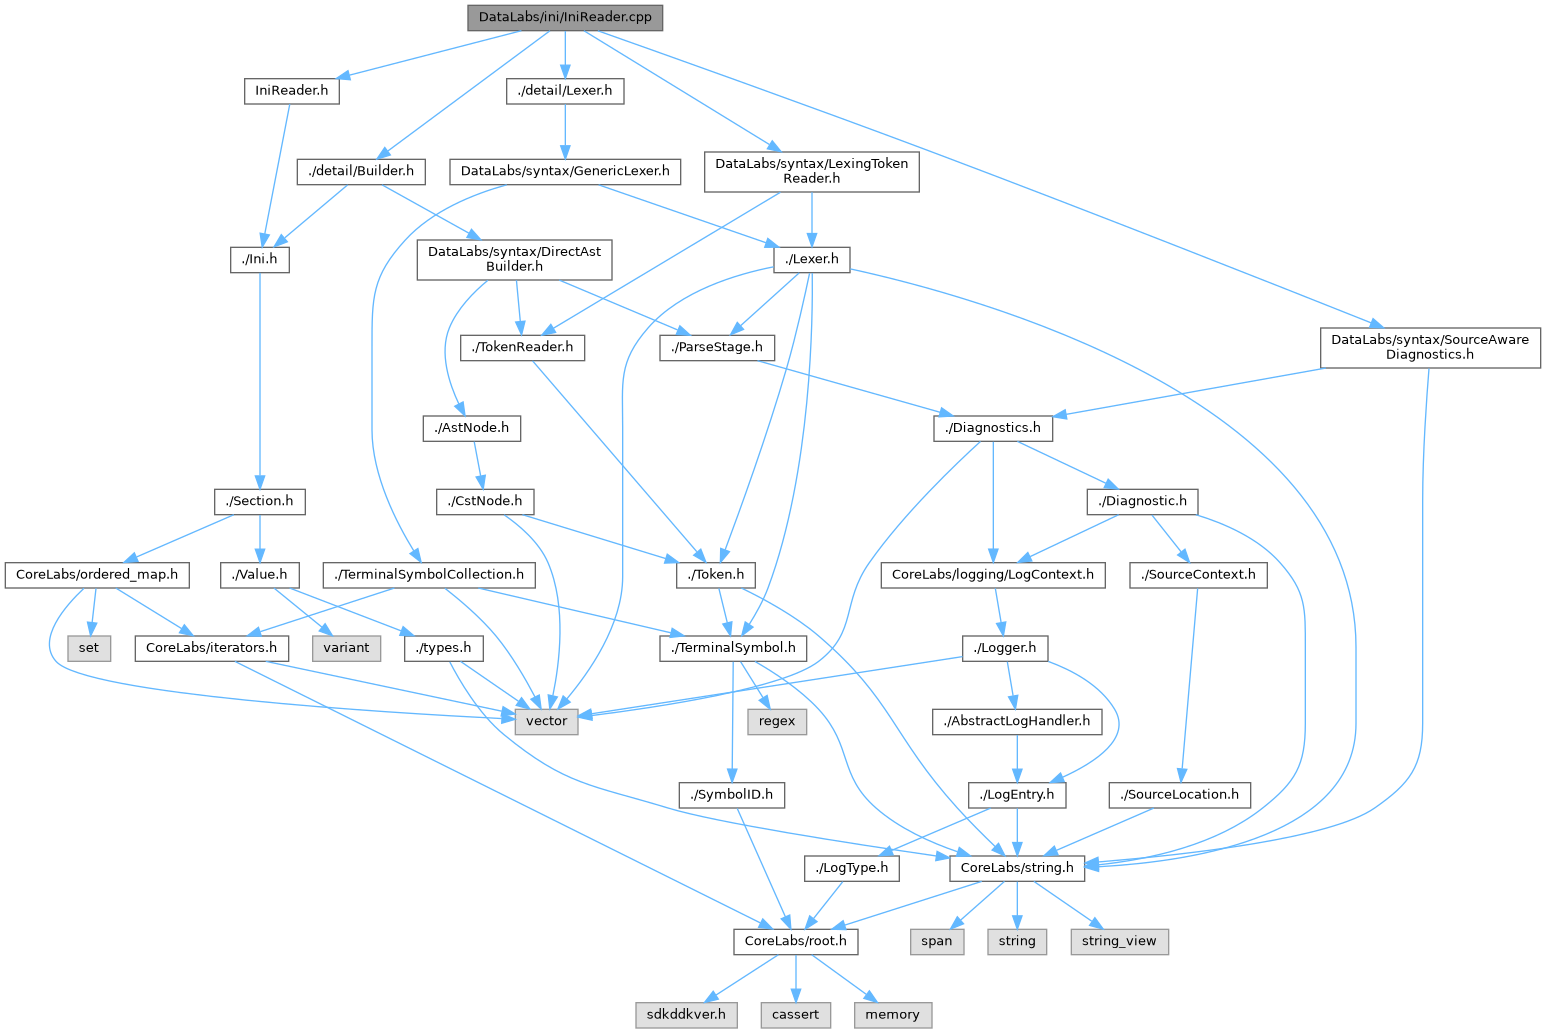 DataLabs/ini/IniReader.cpp
IniReader.h
./detail/Lexer.h
./detail/Builder.h
DataLabs/syntax/GenericLexer.h
DataLabs/syntax/LexingToken
Reader.h
./Ini.h
DataLabs/syntax/DirectAst
Builder.h
./Lexer.h
./TokenReader.h
./ParseStage.h
DataLabs/syntax/SourceAware
Diagnostics.h
./AstNode.h
./Diagnostics.h
./Section.h
./CstNode.h
./Diagnostic.h
CoreLabs/ordered_map.h
./Value.h
./TerminalSymbolCollection.h
./Token.h
CoreLabs/logging/LogContext.h
./SourceContext.h
set
CoreLabs/iterators.h
variant
./types.h
./TerminalSymbol.h
./Logger.h
vector
regex
./AbstractLogHandler.h
./SymbolID.h
./LogEntry.h
./SourceLocation.h
./LogType.h
CoreLabs/string.h
CoreLabs/root.h
span
string
string_view
sdkddkver.h
cassert
memory